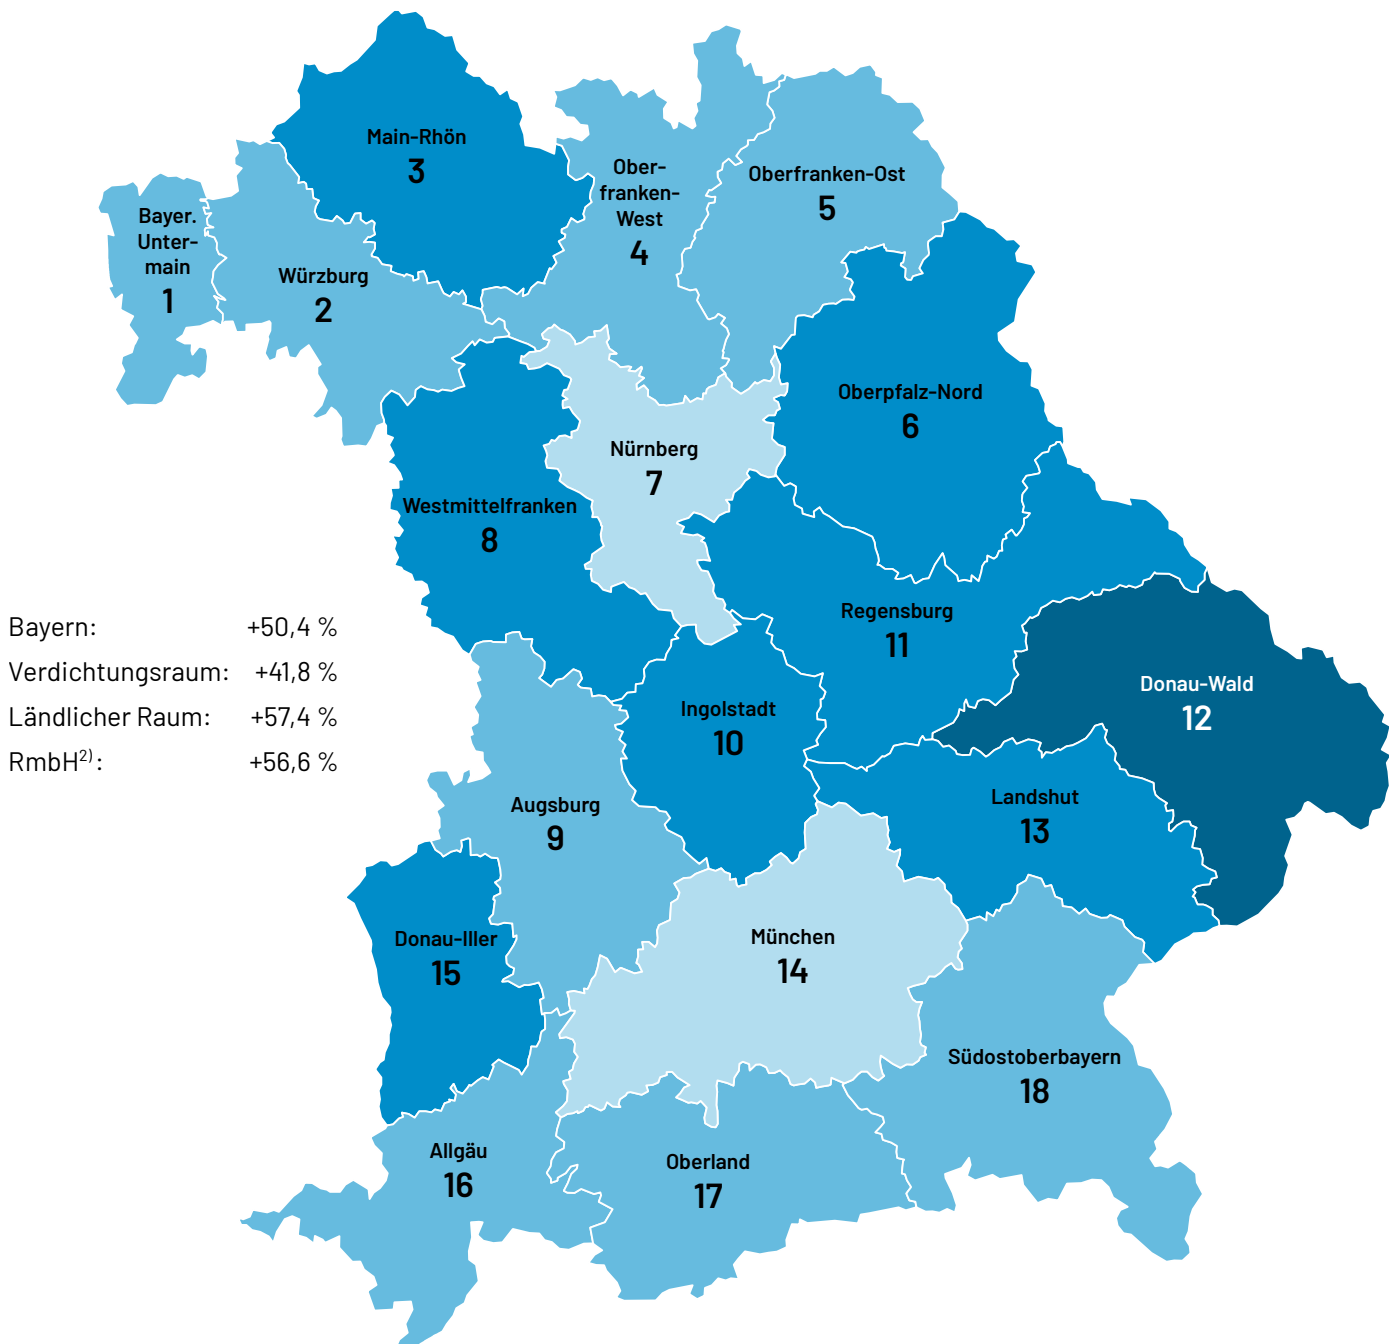 Main-Rhön
3
Ober-
franken-
West
4
Oberfranken-Ost
5
Bayer.
Unter-
main
1
Würzburg
2
Oberpfalz-Nord
6
Nürnberg
7
Westmittelfranken
8
Regensburg
11
Bayern: +50,4 %
Verdichtungsraum: +41,8 %
Ländlicher Raum: +57,4 %
RmbH2): +56,6 %
Donau-Wald
12
Ingolstadt
10
Augsburg
9
Landshut
13
Donau-Iller
15
München
14
Südostoberbayern
18
Allgäu
16
Oberland
17